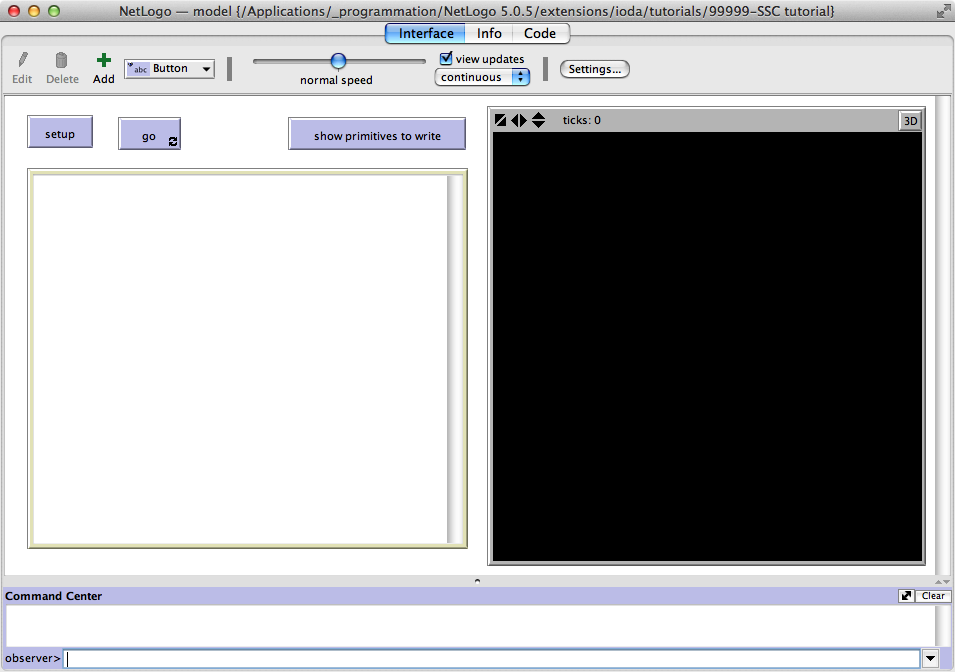 NetLogo — model {/Applications/_programmation/NetLogo 5.0.5/extensions/ioda/tutorials/99999-SSC tutorial}
Interface Info Code
Edit Delete Add abc Button normal speed view updates continuous Settings...
setup go show primitives to write ticks: 0 3D
Command Center Clear
observer>